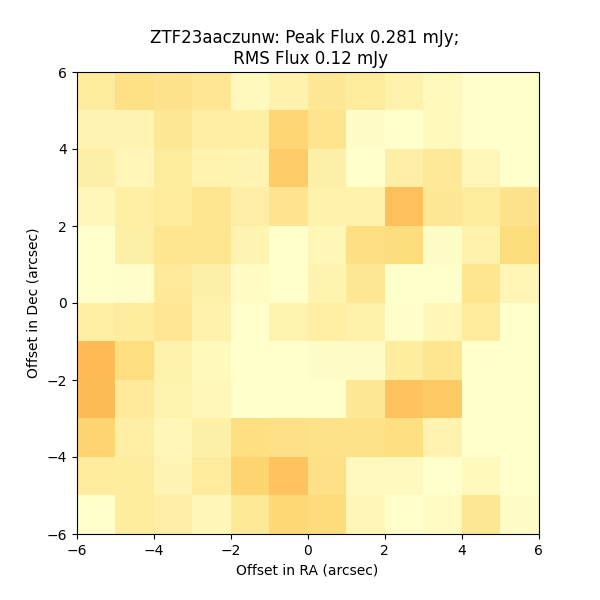 ZTF23aaczunw: Peak Flux 0.281 mJy;
RMS Flux 0.12 mJy
6
4
2
0
−2
−4
−6
Offset in Dec (arcsec)
−6 −4 −2 0 2 4 6
Offset in RA (arcsec)